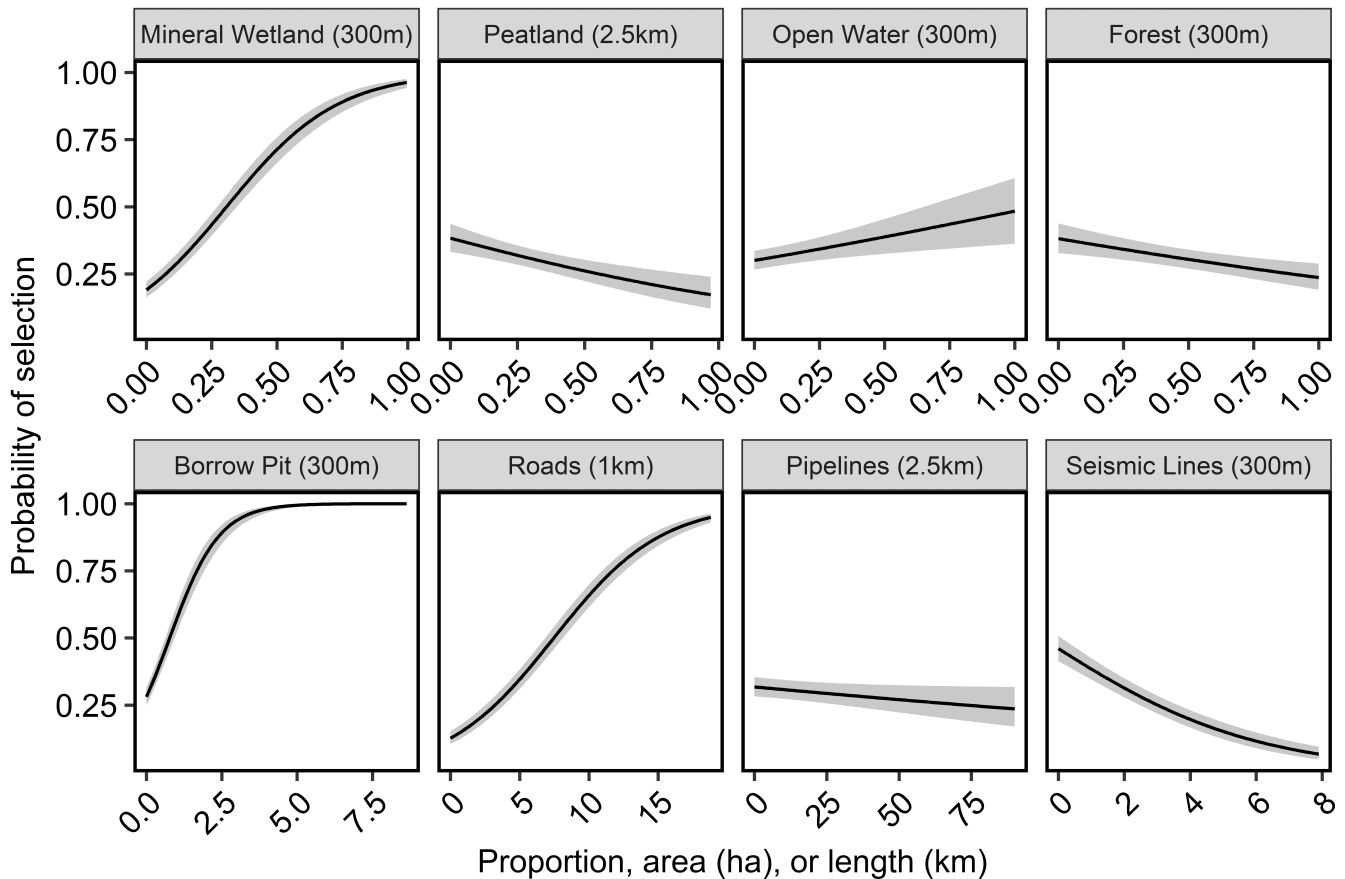 Mineral Wetland (300m) Peatland (2.5km) Open Water (300m) Forest (300m)
1.00
0.75
0.50
0.25
0.00 0.25 0.50 0.75 1.00 0.00 0.25 0.50 0.75 1.00 0.00 0.25 0.50 0.75 1.00 0.00 0.25 0.50 0.75 1.00
Probability of selection
Borrow Pit (300m) Roads (1km) Pipelines (2.5km) Seismic Lines (300m)
1.00
0.75
0.50
0.25
0.0 2.5 5.0 7.5 0 5 10 15 0 25 50 75 0 2 4 6 8
Proportion, area (ha), or length (km)